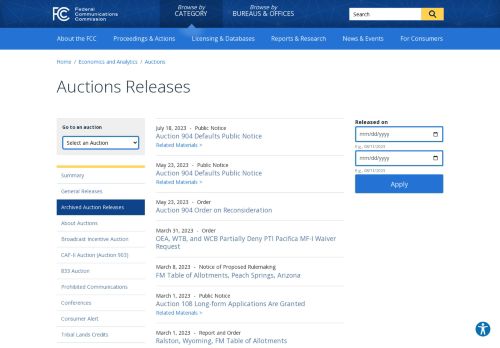 FCC
Federal
Communications
Commission
Browse by
CATEGORY
Browse by
BUREAUS & OFFICES
Search
About the FCC
Proceedings & Actions
Licensing & Databases
Reports & Research
News & Events
For Consumers
Home / Economics and Analytics / Auctions
Auctions Releases
Go to an auction
Select an Auction
Summary
General Releases
Archived Auction Releases
About Auctions
Broadcast Incentive Auction
CAF-II Auction (Auction 903)
833 Auction
Prohibited Communications
Conferences
Consumer Alert
Tribal Lands Credits
July 18, 2023 - Public Notice
Auction 904 Defaults Public Notice
Related Materials >
May 23, 2023 - Public Notice
Auction 904 Defaults Public Notice
Related Materials >
May 23, 2023 - Order
Auction 904 Order on Reconsideration
March 31, 2023 - Order
OEA, WTB, and WCB Partially Deny PTI Pacifica MF-I Waiver
Request
March 8, 2023 - Notice of Proposed Rulemaking
FM Table of Allotments, Peach Springs, Arizona
March 1, 2023 - Public Notice
Auction 108 Long-form Applications Are Granted
Related Materials >
March 1, 2023 - Report and Order
Ralston, Wyoming, FM Table of Allotments
Released on
mm/dd/yyyy
E.g., 08/11/2023
mm/dd/yyyy
E.g., 08/11/2023
Apply